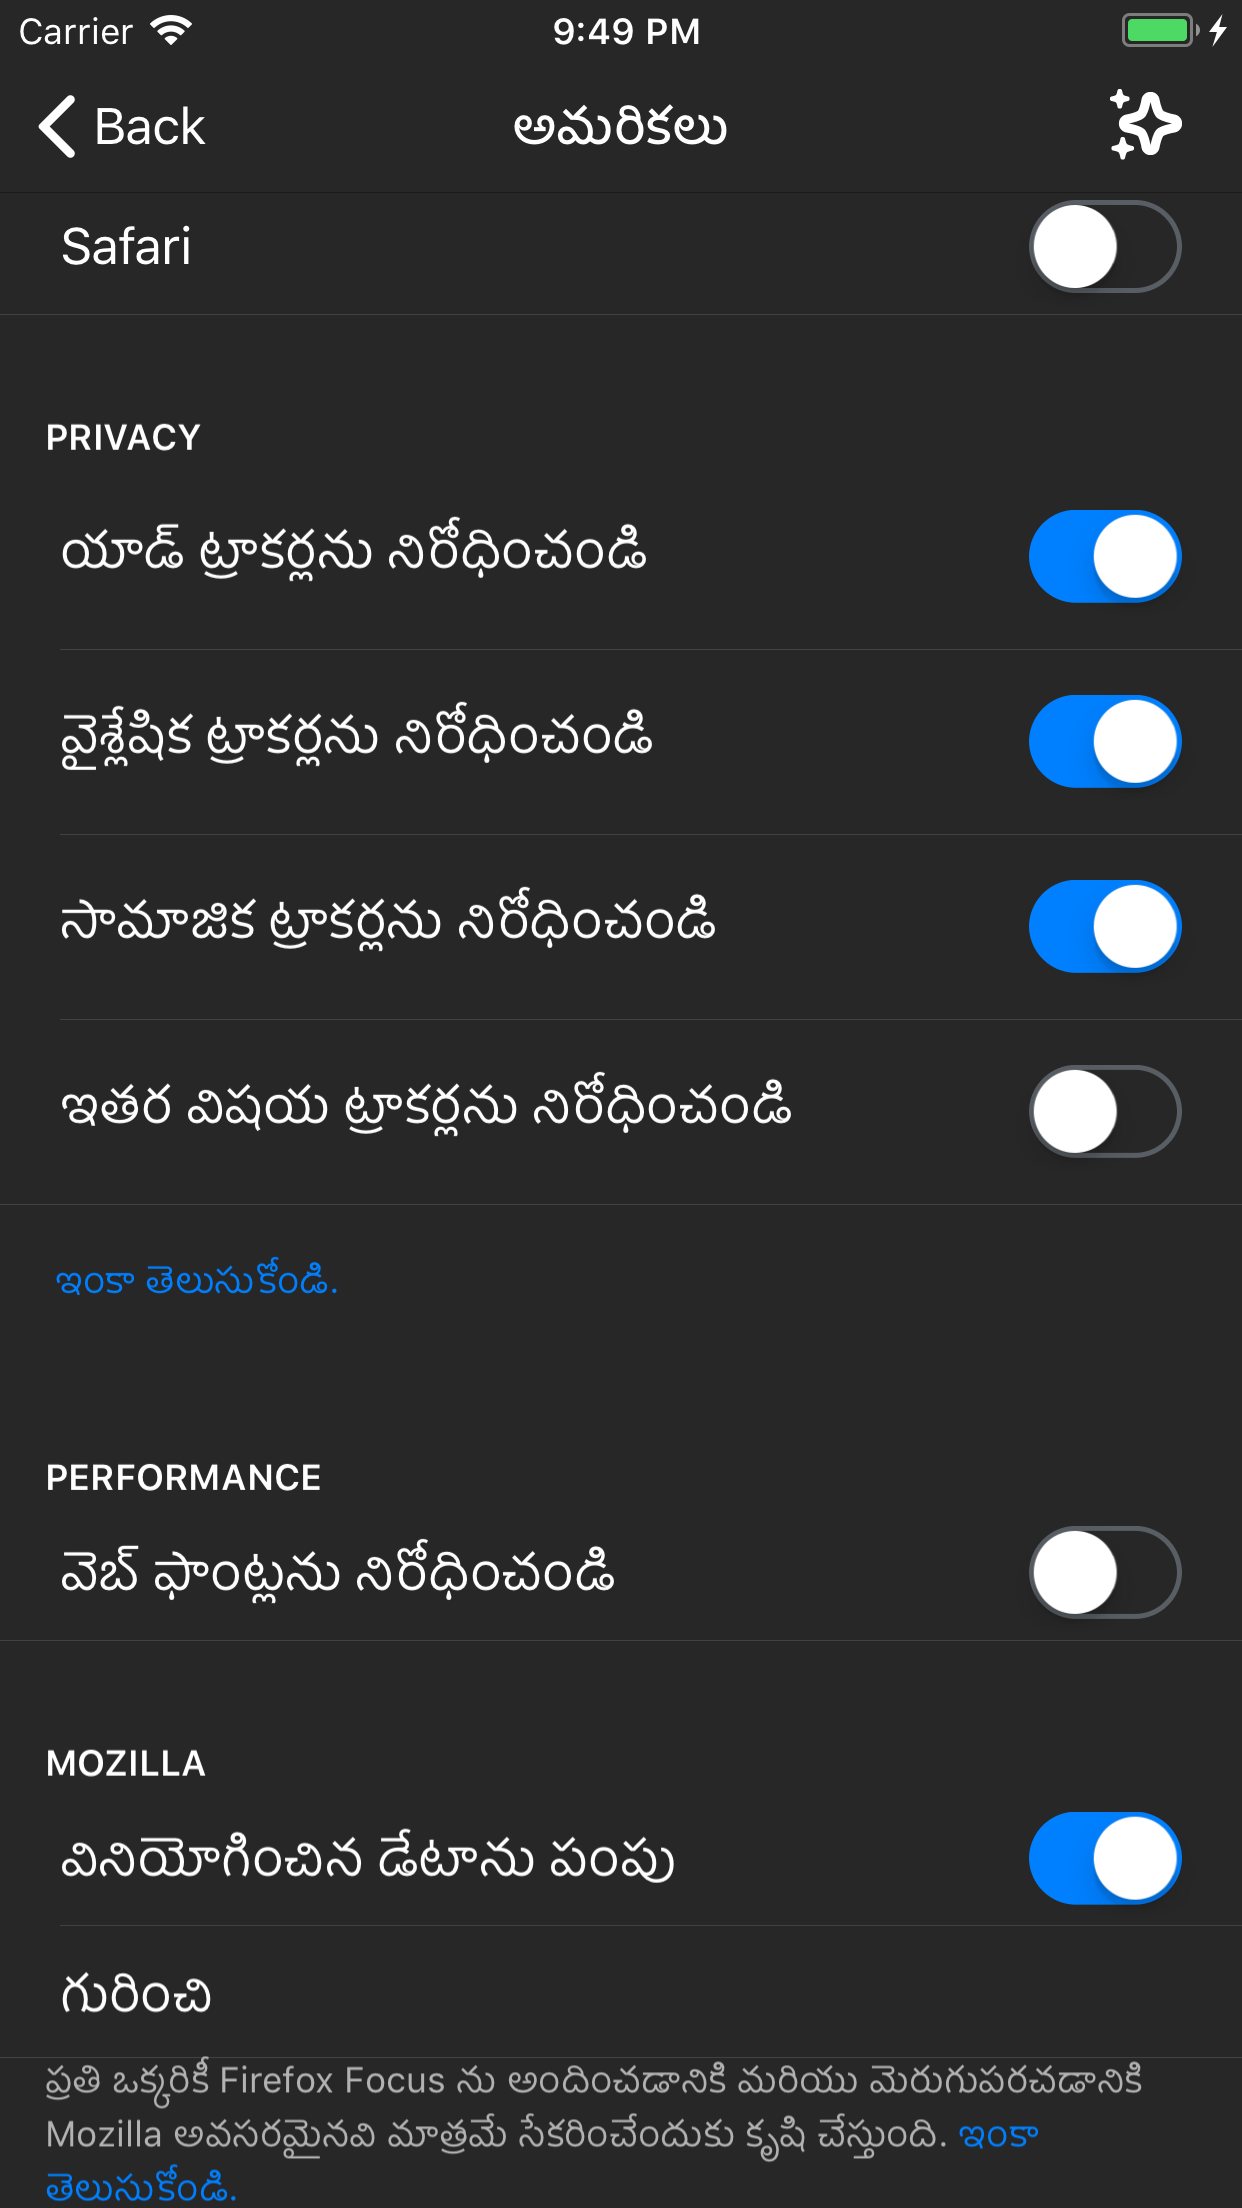 Carrier 9:49 PM
Back అమరికలు
Safari
PRIVACY
యాడ్ ట్రాకర్లను నిరోధించండి
వైశ్లేషిక ట్రాకర్లను నిరోధించండి
సామాజిక ట్రాకర్లను నిరోధించండి
ఇతర విషయ ట్రాకర్లను నిరోధించండి
ఇంకా తెలుసుకోండి.
PERFORMANCE
వెబ్ ఫాంట్లను నిరోధించండి
MOZILLA
వినియోగించిన డేటాను పంపు
గురించి
ప్రతి ఒక్కరికీ Firefox Focus ను అందించడానికి మరియు మెరుగుపరచడానికి
Mozilla అవసరమైనవి మాత్రమే సేకరించేందుకు కృషి చేస్తుంది. ఇంకా
తెలుసుకోండి.